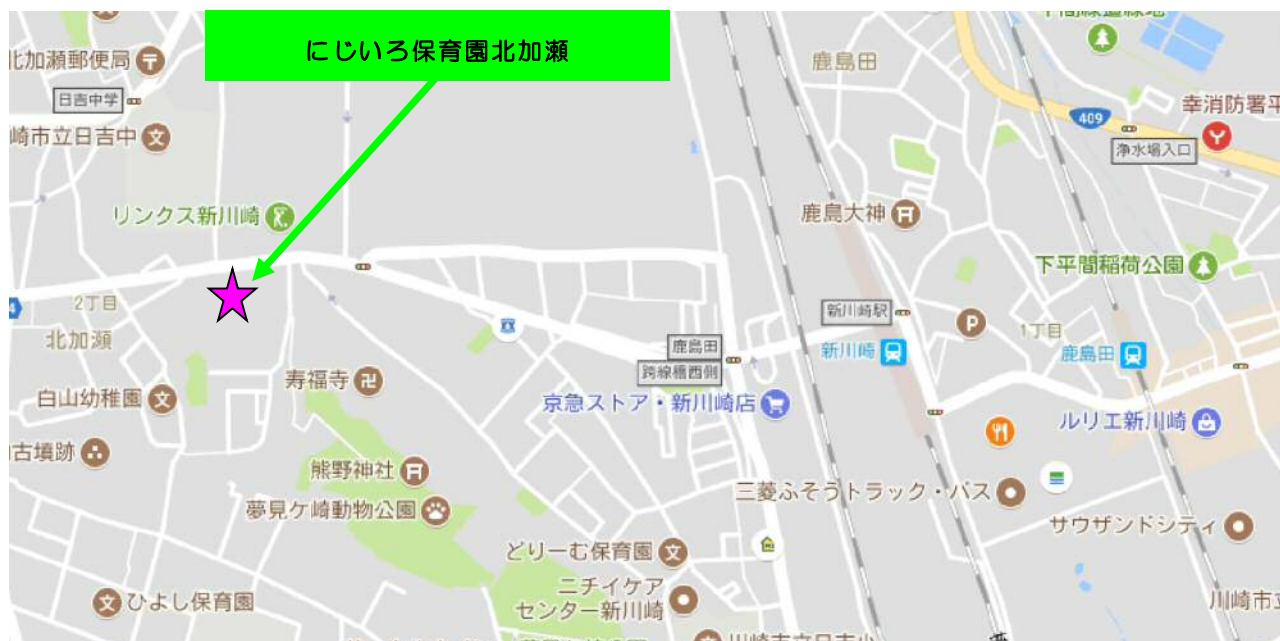 にじいろ保育園北加瀬
北加瀬郵便局
日吉中学
崎市立日吉中
リンクス新川崎
2丁目
北加瀬
白山幼稚園
古墳跡
寿福寺
熊野神社
夢見ケ崎動物公園
ひよし保育園
どりーむ保育園
ニチイケア
センター新川崎
京急ストア・新川崎店
鹿島田
跨線橋西側
鹿島田
409
幸消防署平
浄水場入口
鹿島大神
下平間稲荷公園
新川崎駅
P
1丁目
新川崎
鹿島田
ルリエ新川崎
三菱ふそうトラック・バス
サウザンドシティ
川崎市立